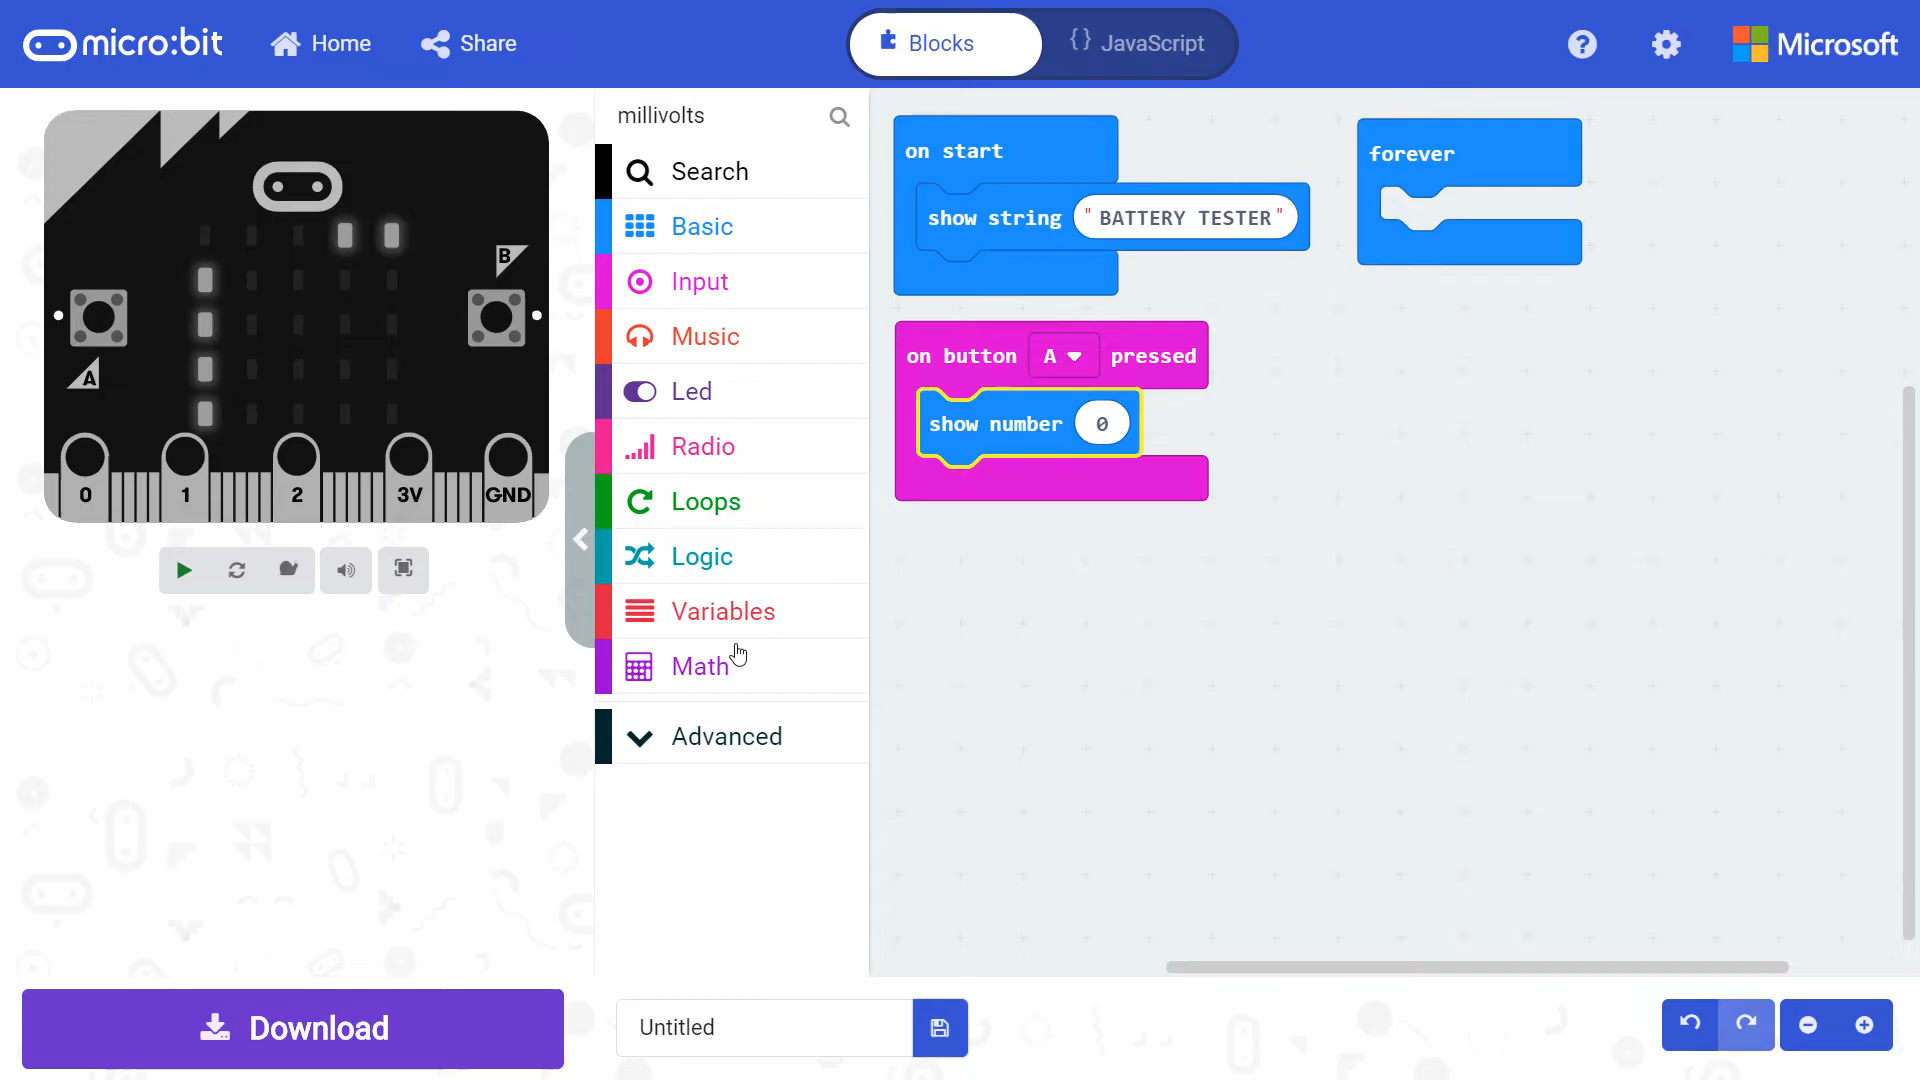 micro:bit
Home
Share
Blocks
{} JavaScript
?
Microsoft
B
A
0
1
2
3V
GND
Download
millivolts
Search
Basic
Input
Music
Led
Radio
Loops
Logic
Variables
Math
Advanced
on start
show string " BATTERY TESTER "
forever
on button A pressed
show number 0
Untitled